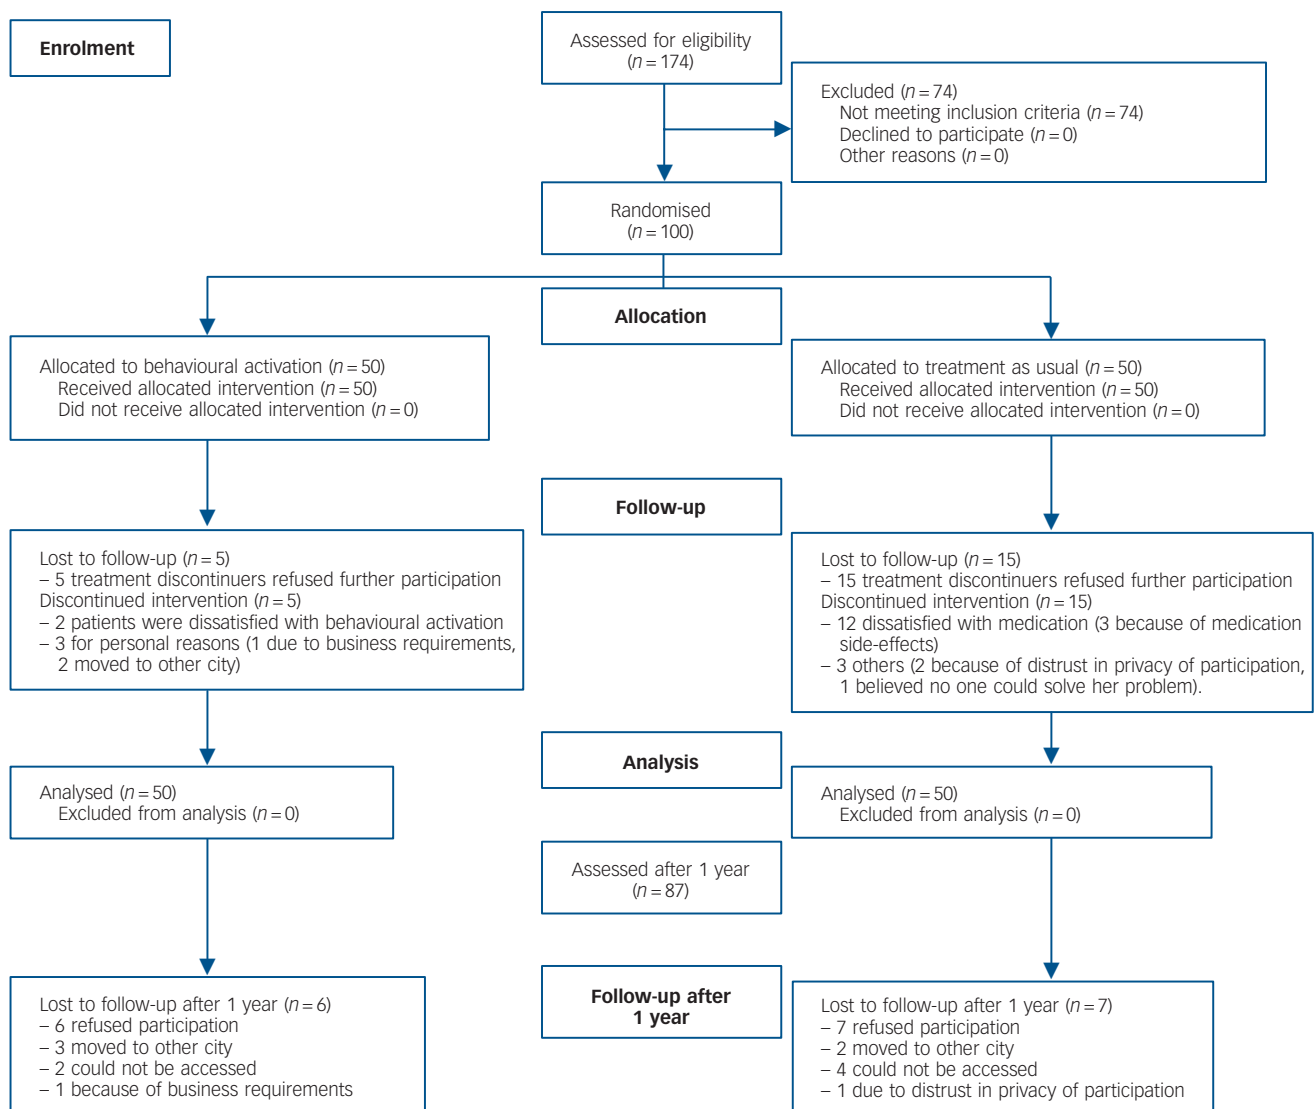 Enrolment
Assessed for eligibility
(n = 174)
Excluded (n = 74)
Not meeting inclusion criteria (n = 74)
Declined to participate (n = 0)
Other reasons (n = 0)
Randomised
(n = 100)
Allocation
Allocated to behavioural activation (n = 50)
Received allocated intervention (n = 50)
Did not receive allocated intervention (n = 0)
Allocated to treatment as usual (n = 50)
Received allocated intervention (n = 50)
Did not receive allocated intervention (n = 0)
Follow-up
Lost to follow-up (n = 5)
– 5 treatment discontinuers refused further participation
Discontinued intervention (n = 5)
– 2 patients were dissatisfied with behavioural activation
– 3 for personal reasons (1 due to business requirements,
2 moved to other city)
Lost to follow-up (n = 15)
– 15 treatment discontinuers refused further participation
Discontinued intervention (n = 15)
– 12 dissatisfied with medication (3 because of medication
side-effects)
– 3 others (2 because of distrust in privacy of participation,
1 believed no one could solve her problem).
Analysis
Analysed (n = 50)
Excluded from analysis (n = 0)
Analysed (n = 50)
Excluded from analysis (n = 0)
Assessed after 1 year
(n = 87)
Follow-up after
1 year
Lost to follow-up after 1 year (n = 6)
– 6 refused participation
– 3 moved to other city
– 2 could not be accessed
– 1 because of business requirements
Lost to follow-up after 1 year (n = 7)
– 7 refused participation
– 2 moved to other city
– 4 could not be accessed
– 1 due to distrust in privacy of participation